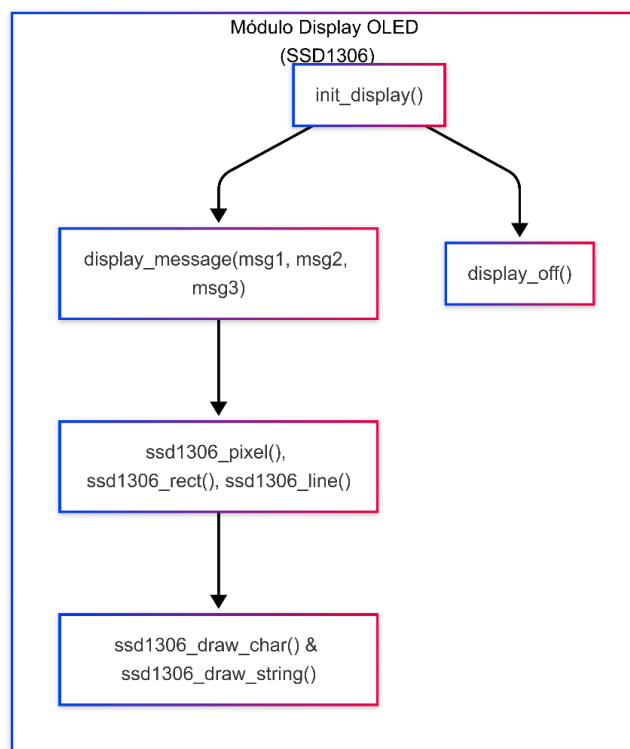 Módulo Display OLED
(SSD1306)
init_display()
display_message(msg1, msg2,
msg3)
display_off()
ssd1306_pixel(),
ssd1306_rect(), ssd1306_line()
ssd1306_draw_char() &
ssd1306_draw_string()